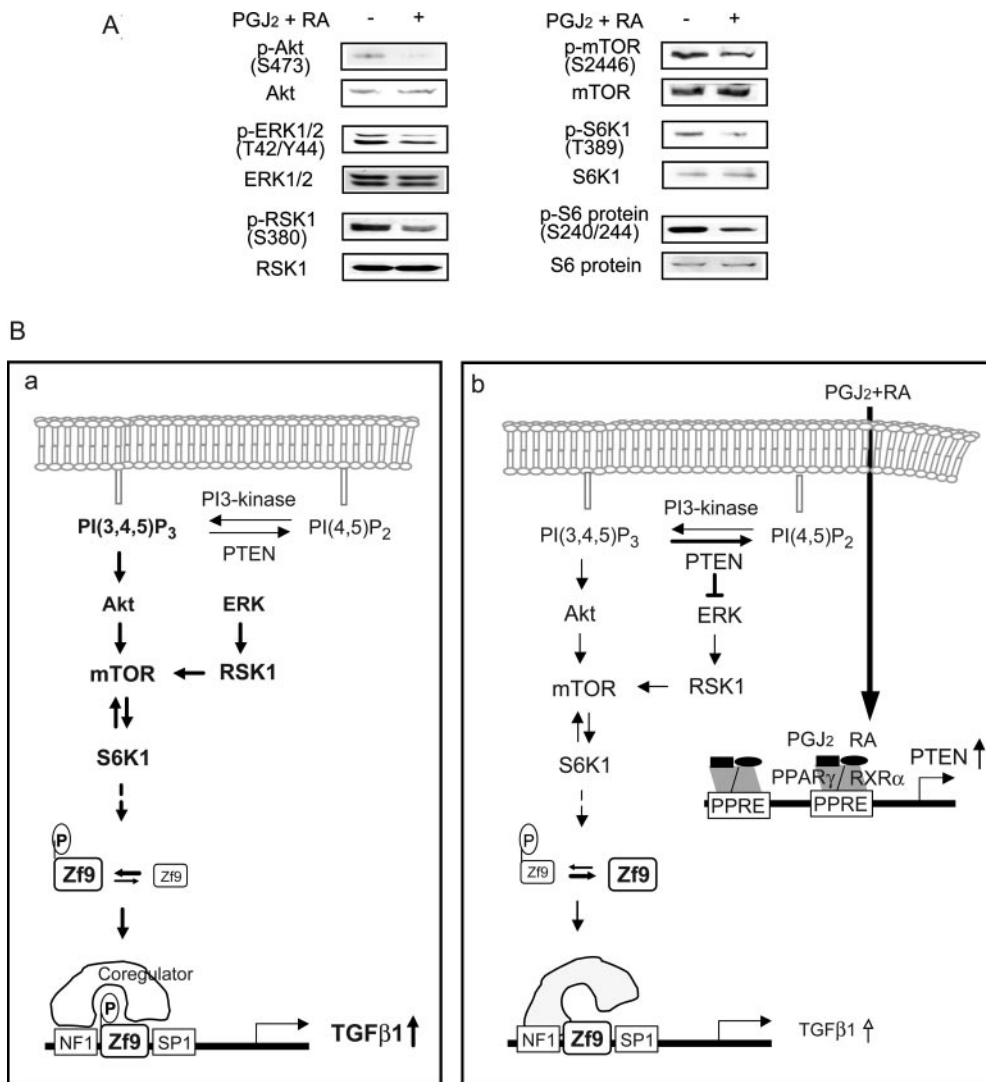 A
PGJ2 + RA - +
p-Akt
(S473)
Akt
p-ERK1/2
(T42/Y44)
ERK1/2
p-RSK1
(S380)
RSK1
PGJ2 + RA - +
p-mTOR
(S2446)
mTOR
p-S6K1
(T389)
S6K1
p-S6 protein
(S240/244)
S6 protein
B
a
PI3-kinase
PI(3,4,5)P3
PI(4,5)P2
PTEN
Akt
ERK
mTOR
RSK1
S6K1
P
Zf9
Zf9
Coregulator
P
NF1
Zf9
SP1
TGFβ1
b
PGJ2+RA
PI3-kinase
PI(3,4,5)P3
PI(4,5)P2
PTEN
Akt
ERK
mTOR
RSK1
S6K1
PGJ2 RA
PTEN
PPARγ RXRα
PPRE
PPRE
P
Zf9
Zf9
NF1
Zf9
SP1
TGFβ1